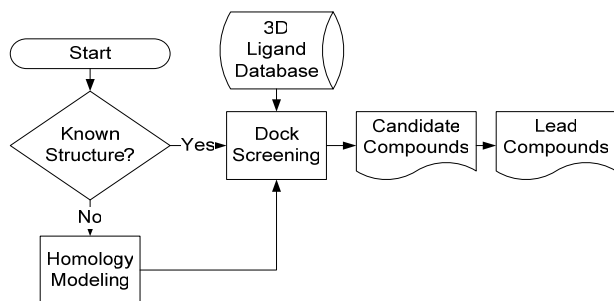 Start
3D
Ligand
Database
Known
Structure?
Yes
Dock
Screening
Candidate
Compounds
Lead
Compounds
No
Homology
Modeling